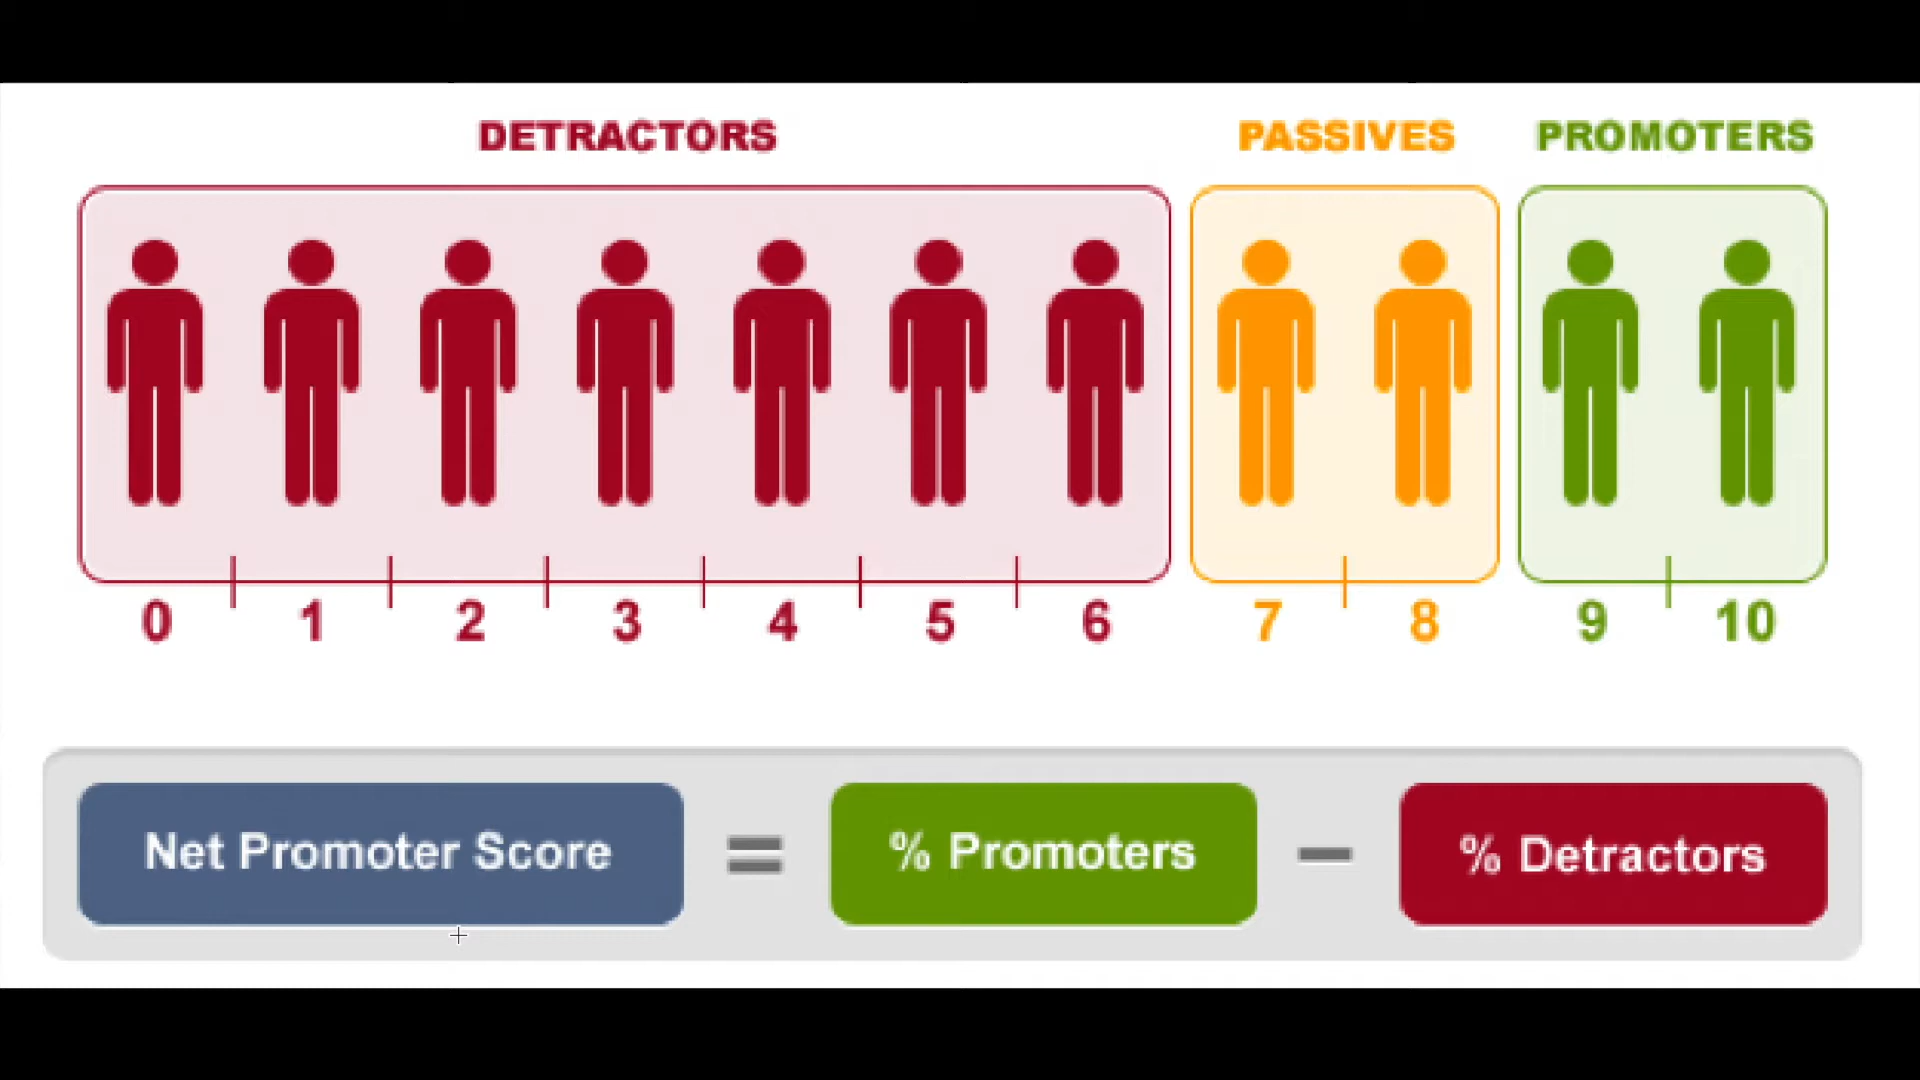 DETRACTORS PASSIVES PROMOTERS
0 1 2 3 4 5 6 7 8 9 10
Net Promoter Score = % Promoters − % Detractors